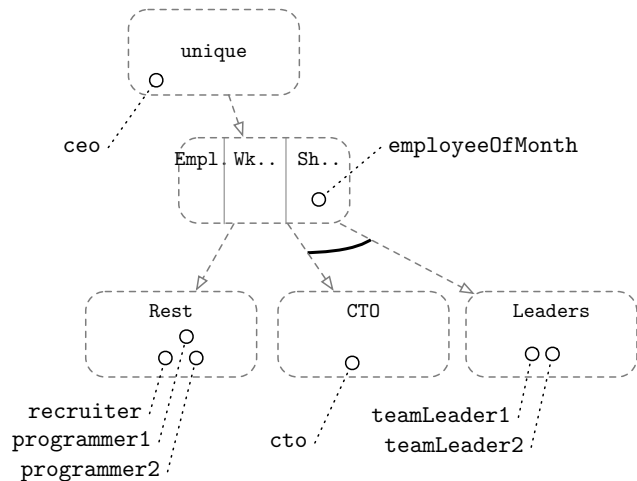 unique
ceo
Empl. Wk.. Sh..
employeeOfMonth
Rest
CTO
Leaders
recruiter
programmer1
programmer2
cto
teamLeader1
teamLeader2